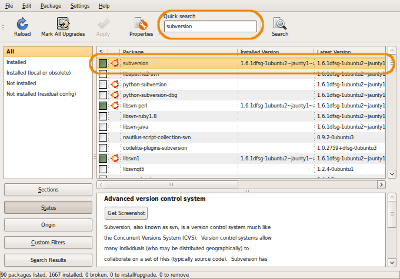 File Edit Package Settings Help
Quick search
Reload Mark All Upgrades Apply Properties subversion Search
All
Installed
Installed (local or obsolete)
Not installed
Not installed (residual config)
S Package Installed Version Latest Version
subversion 1.6.1dfsg-1ubuntu2~jaunty1~ 1.6.1dfsg-1ubuntu2~jaunty1
python-subversion 1.6.1dfsg-1ubuntu2~jaunty1
python-subversion-dbg 1.6.1dfsg-1ubuntu2~jaunty1
libsvn-perl 1.6.1dfsg-1ubuntu2~jaunty1~ 1.6.1dfsg-1ubuntu2~jaunty1
libsvn-ruby1.8 1.6.1dfsg-1ubuntu2~jaunty1
libsvn-java 1.6.1dfsg-1ubuntu2~jaunty1
nautilus-script-collection-svn 0.9.2-0ubuntu3
codelite-plugins-subversion 1.0.2759+dfsg-0ubuntu3
libsvn1 1.6.1dfsg-1ubuntu2~jaunty1~ 1.6.1dfsg-1ubuntu2~jaunty1
libsvnqt5 1.2.4-0ubuntu1
Sections
Status
Origin
Custom Filters
Search Results
Advanced version control system
Get Screenshot
Subversion, also known as svn, is a version control system much like
the Concurrent Versions System (CVS). Version control systems allow
many individuals (who may be distributed geographically) to
collaborate on a set of files (typically source code). Subversion has
90 packages listed, 1667 installed, 0 broken. 0 to install/upgrade, 0 to remove